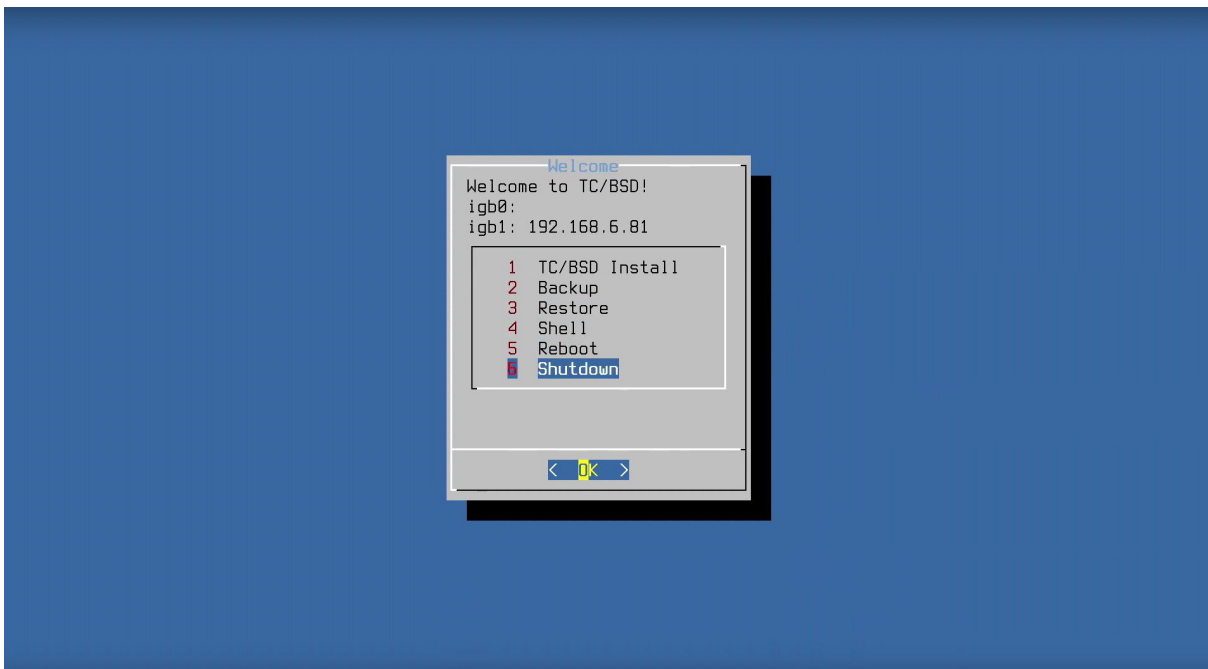 Welcome
Welcome to TC/BSD!
igb0:
igb1: 192.168.6.81
1 TC/BSD Install
2 Backup
3 Restore
4 Shell
5 Reboot
6 Shutdown
< OK >